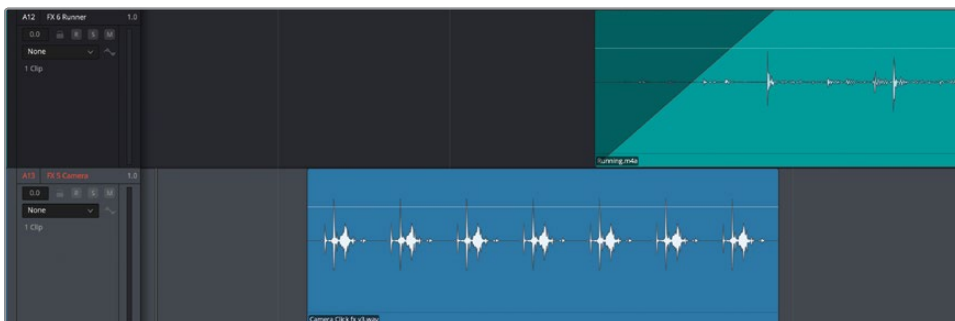 A12 FX 6 Runner 1.0
0.0 R S M
None
1 Clip
Running.m4a
A13 FX 5 Camera 1.0
0.0 R S M
None
1 Clip
Camera Click fx v3.wav